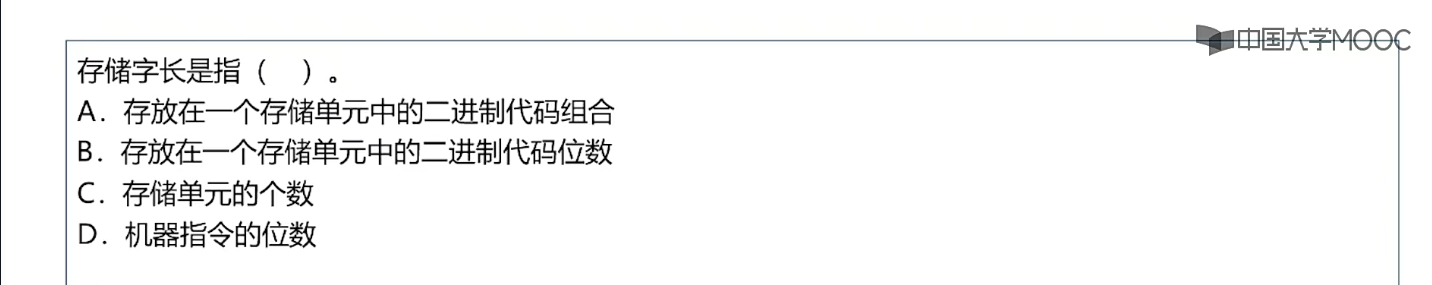 中国大学MOOC
存储字长是指（　）。
A．存放在一个存储单元中的二进制代码组合
B．存放在一个存储单元中的二进制代码位数
C．存储单元的个数
D．机器指令的位数